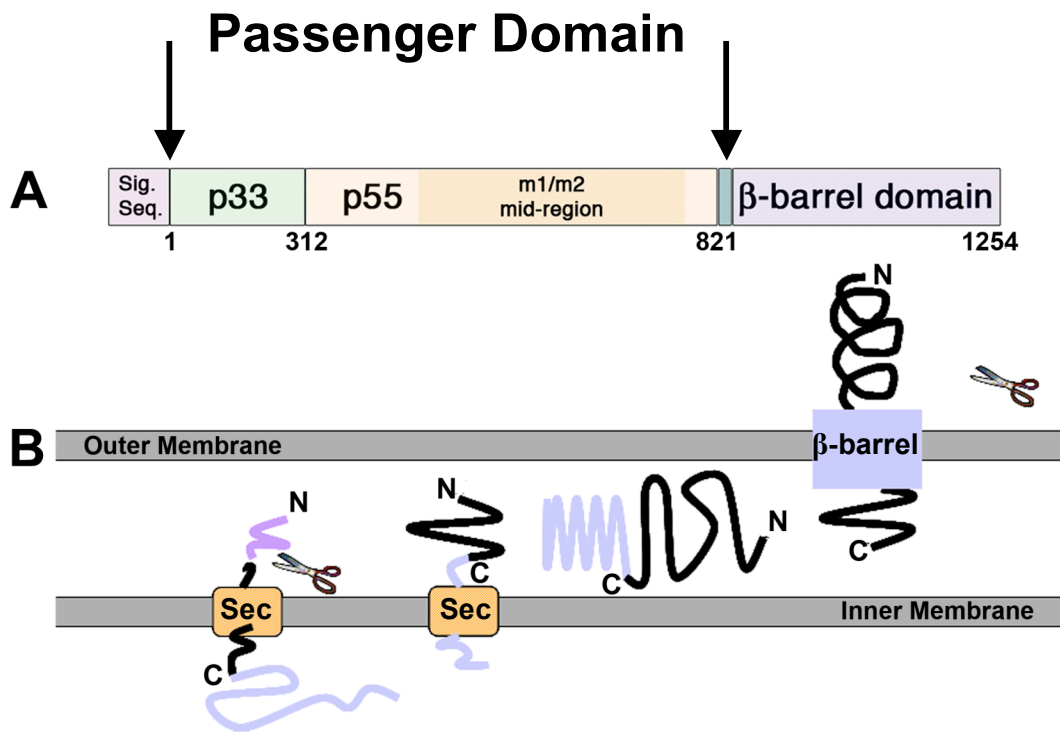 Passenger Domain
A
Sig.
Seq.
p33
p55
m1/m2
mid-region
β-barrel domain
1
312
821
1254
N
B
Outer Membrane
β-barrel
N
N
N
C
C
C
Sec
Sec
Inner Membrane
C